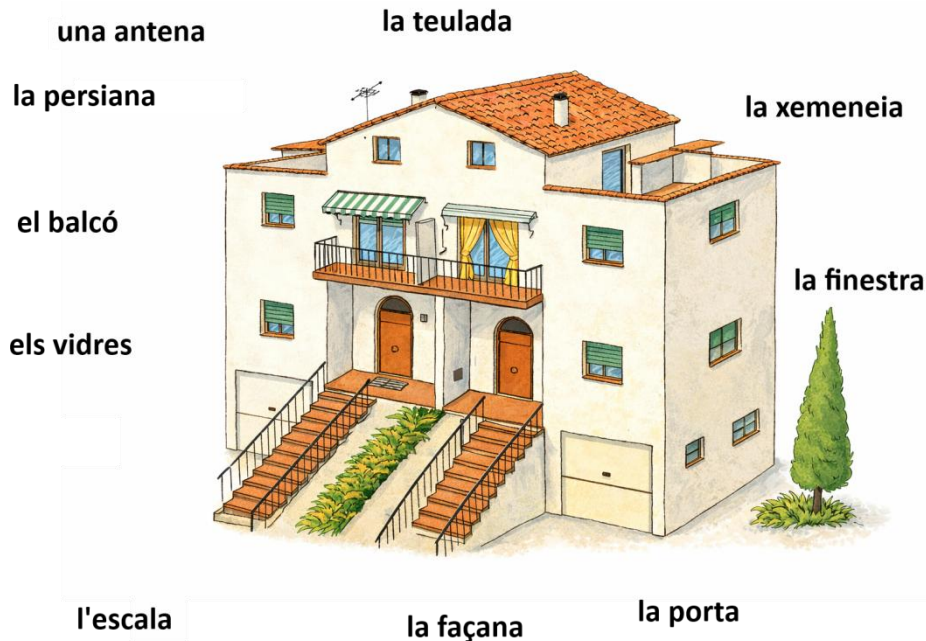 la teulada
una antena
la persiana
la xemeneia
el balcó
la finestra
els vidres
l'escala
la façana
la porta